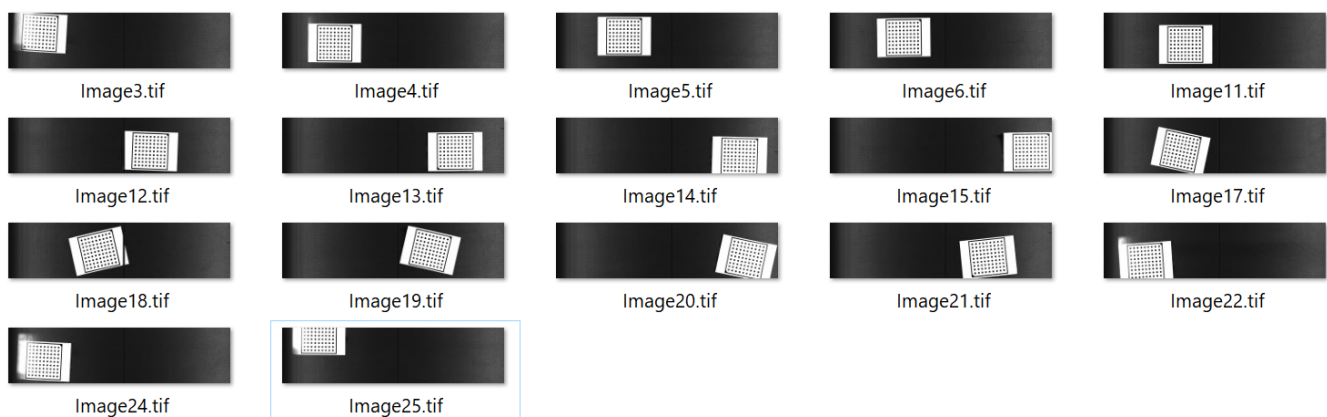 Image3.tif
Image4.tif
Image5.tif
Image6.tif
Image11.tif
Image12.tif
Image13.tif
Image14.tif
Image15.tif
Image17.tif
Image18.tif
Image19.tif
Image20.tif
Image21.tif
Image22.tif
Image24.tif
Image25.tif